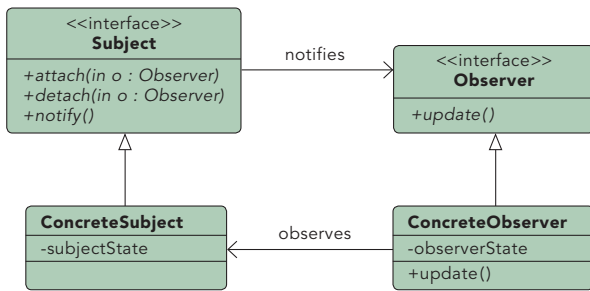 <<interface>>
Subject
+attach(in o : Observer)
+detach(in o : Observer)
+notify()
notifies
<<interface>>
Observer
+update()
ConcreteSubject
-subjectState
observes
ConcreteObserver
-observerState
+update()